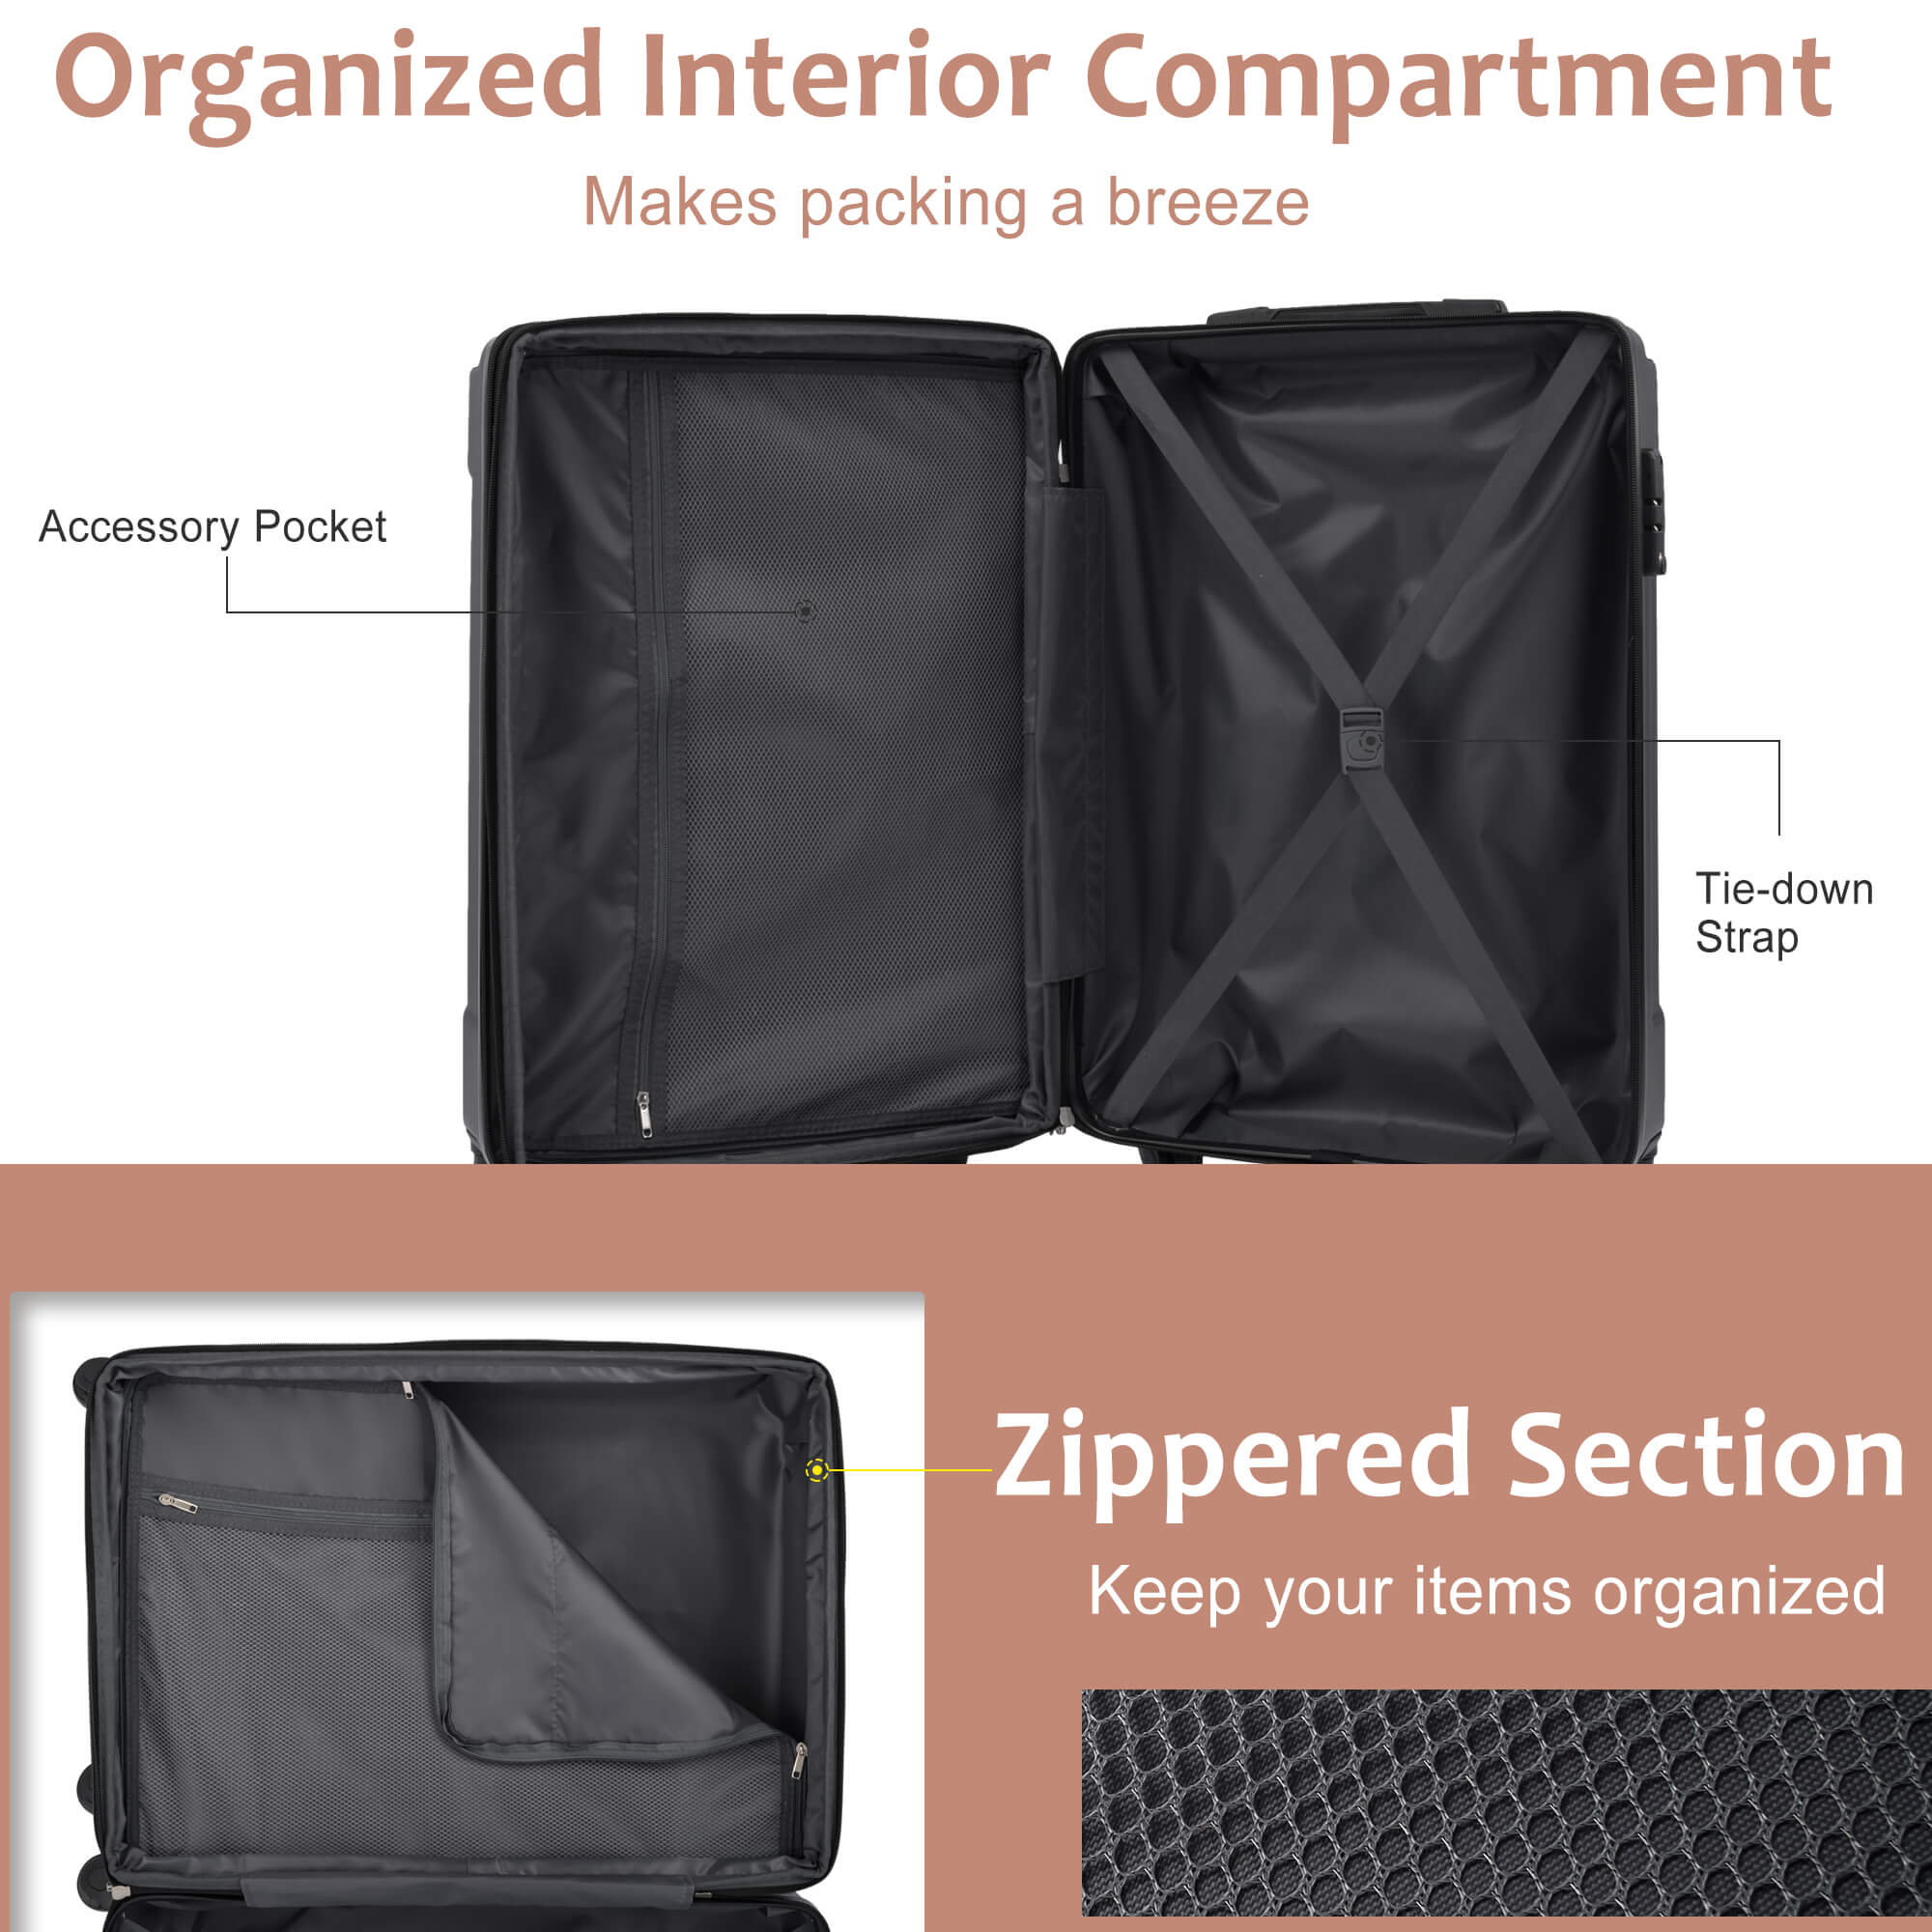 Organized Interior Compartment
Makes packing a breeze
Accessory Pocket
Tie-down
Strap
Zippered Section
Keep your items organized